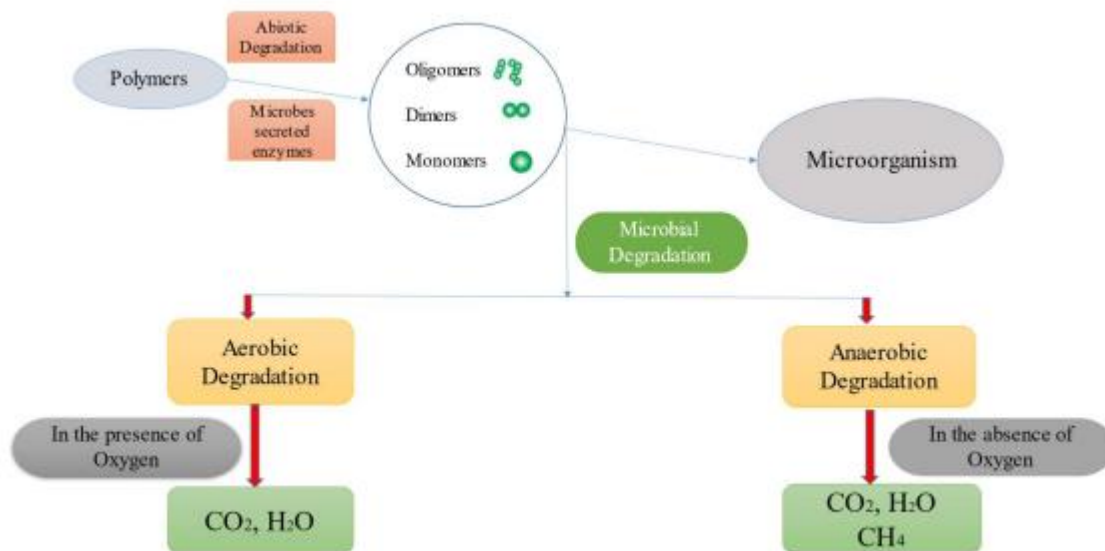 Abiotic
Degradation
Polymers
Microbes
secreted
enzymes
Oligomers
Dimers
Monomers
Microorganism
Microbial
Degradation
Aerobic
Degradation
Anaerobic
Degradation
In the presence of
Oxygen
In the absence of
Oxygen
CO₂, H₂O
CO₂, H₂O
CH₄